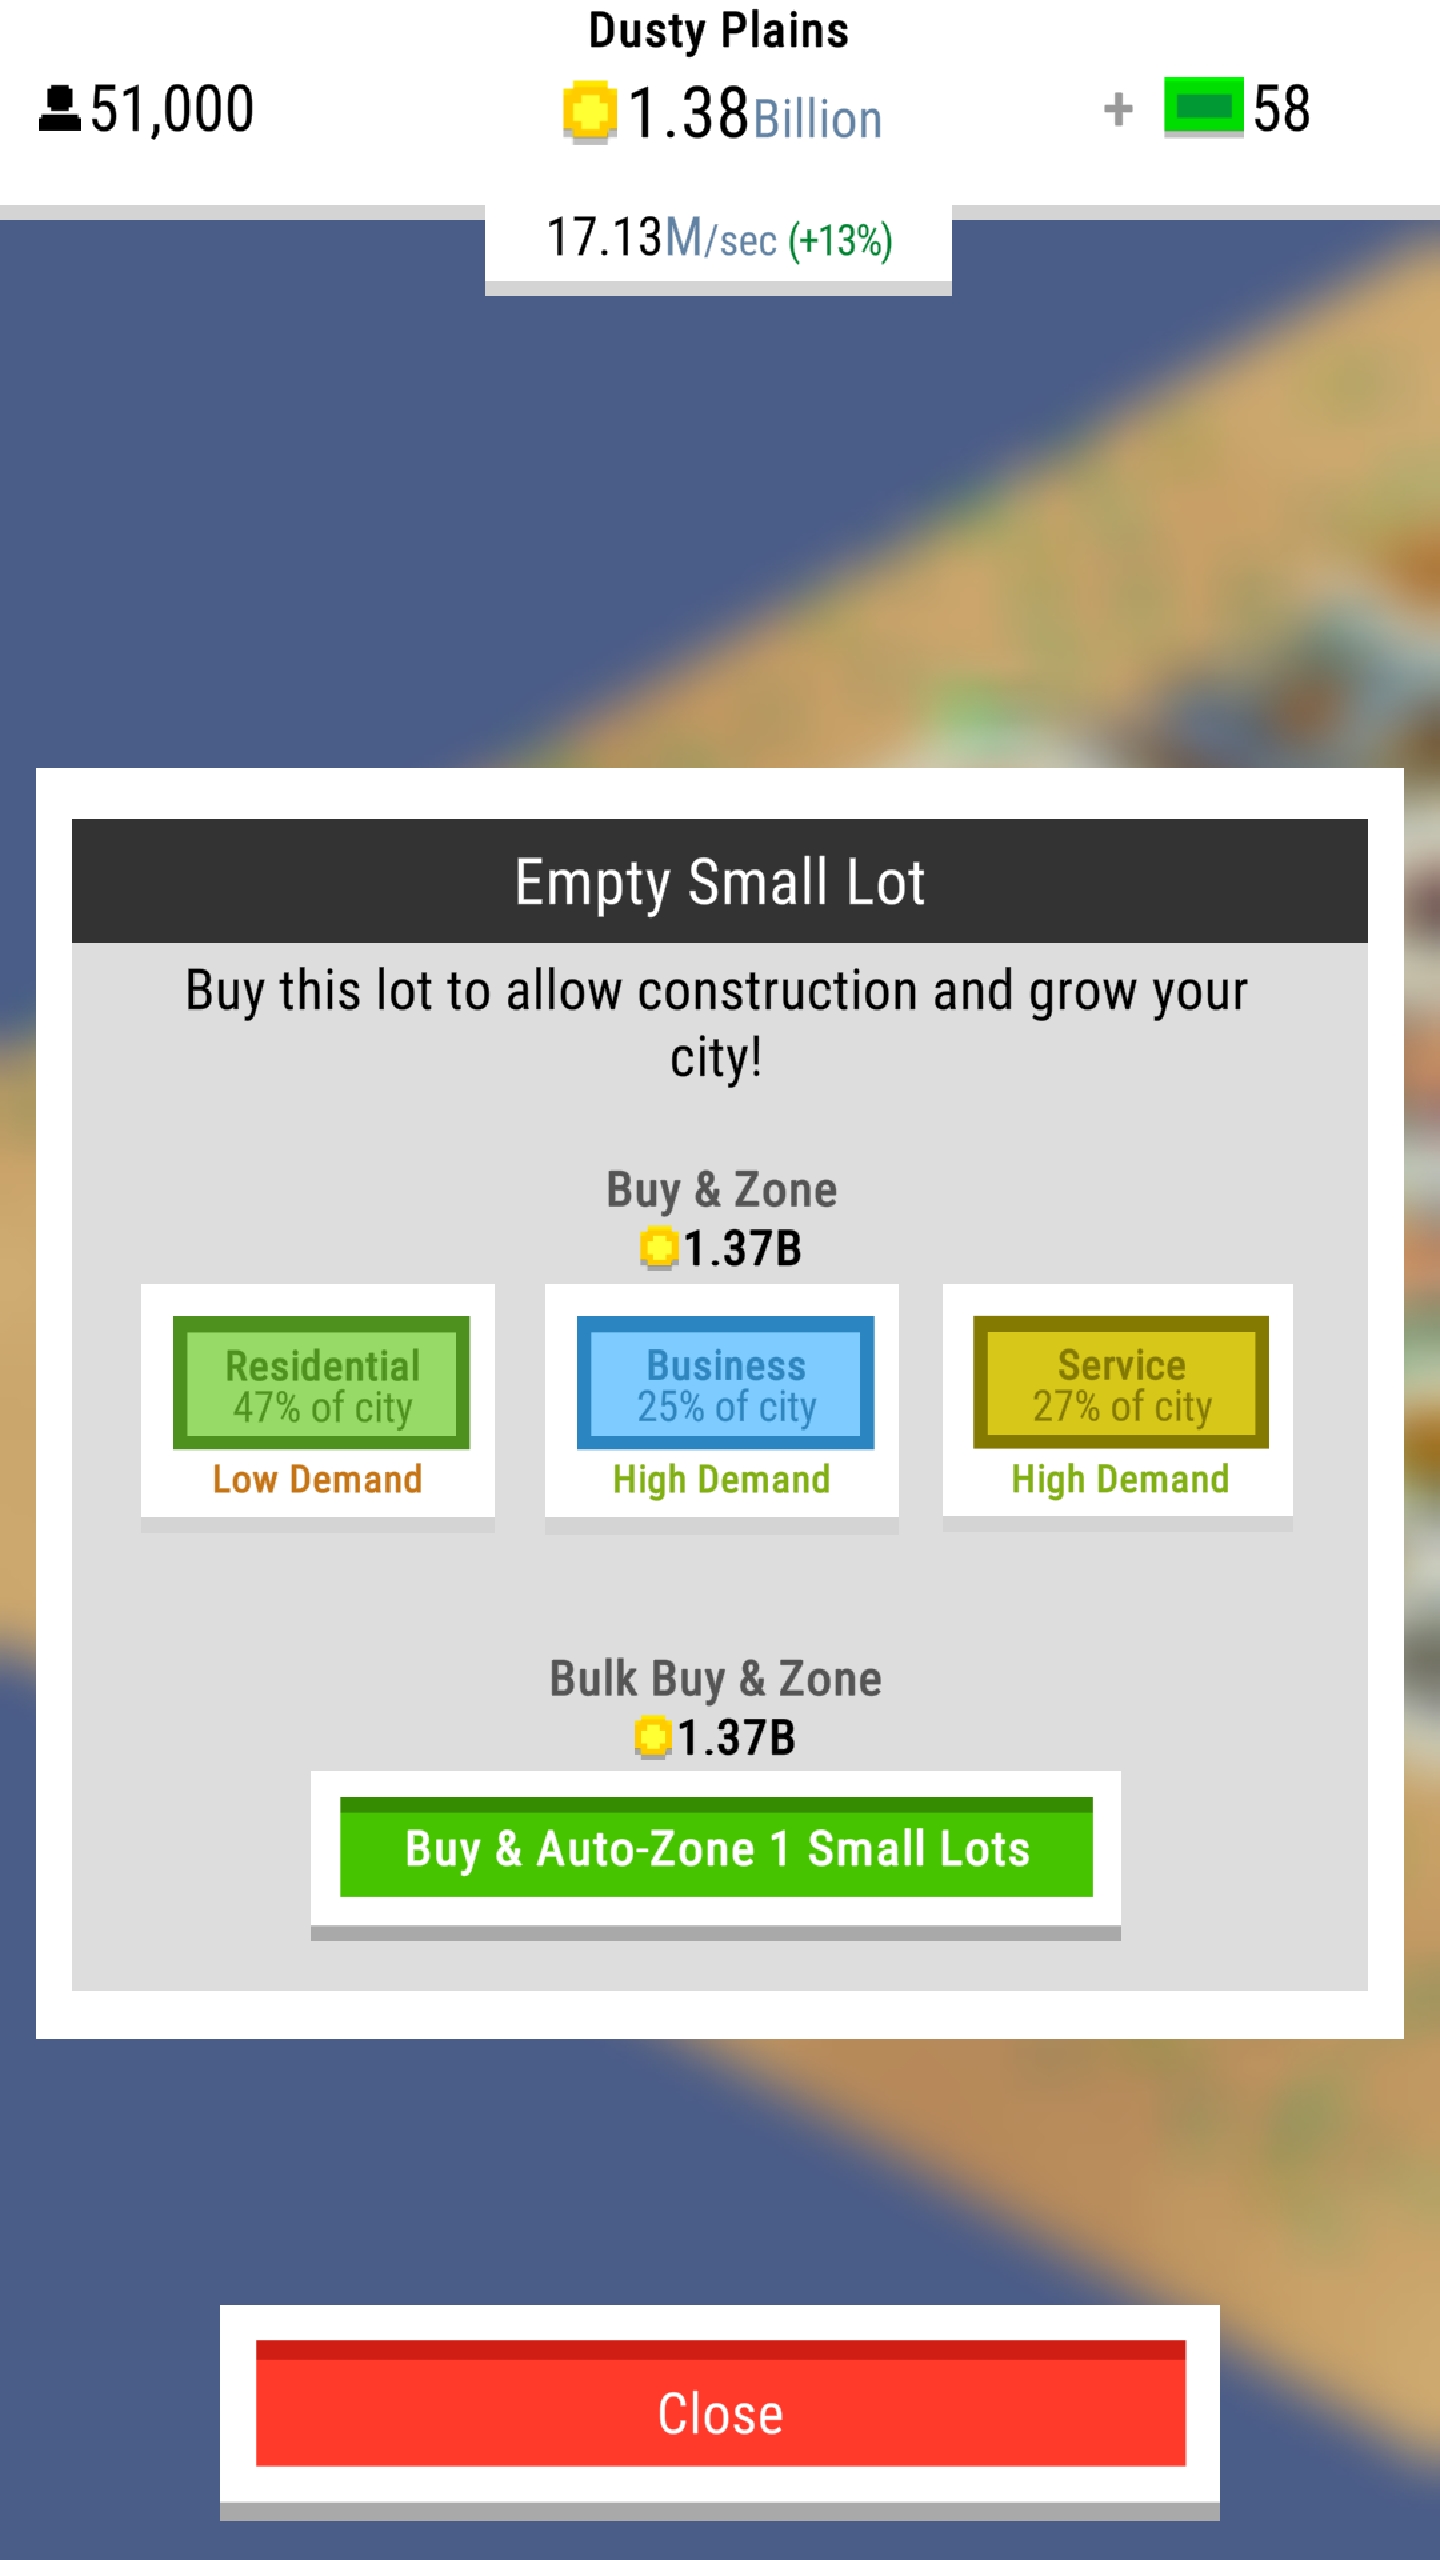 Dusty Plains
51,000
1.38Billion
+ 58
17.13M/sec (+13%)
Empty Small Lot
Buy this lot to allow construction and grow your
city!
Buy & Zone
1.37B
Residential
47% of city
Low Demand
Business
25% of city
High Demand
Service
27% of city
High Demand
Bulk Buy & Zone
1.37B
Buy & Auto-Zone 1 Small Lots
Close